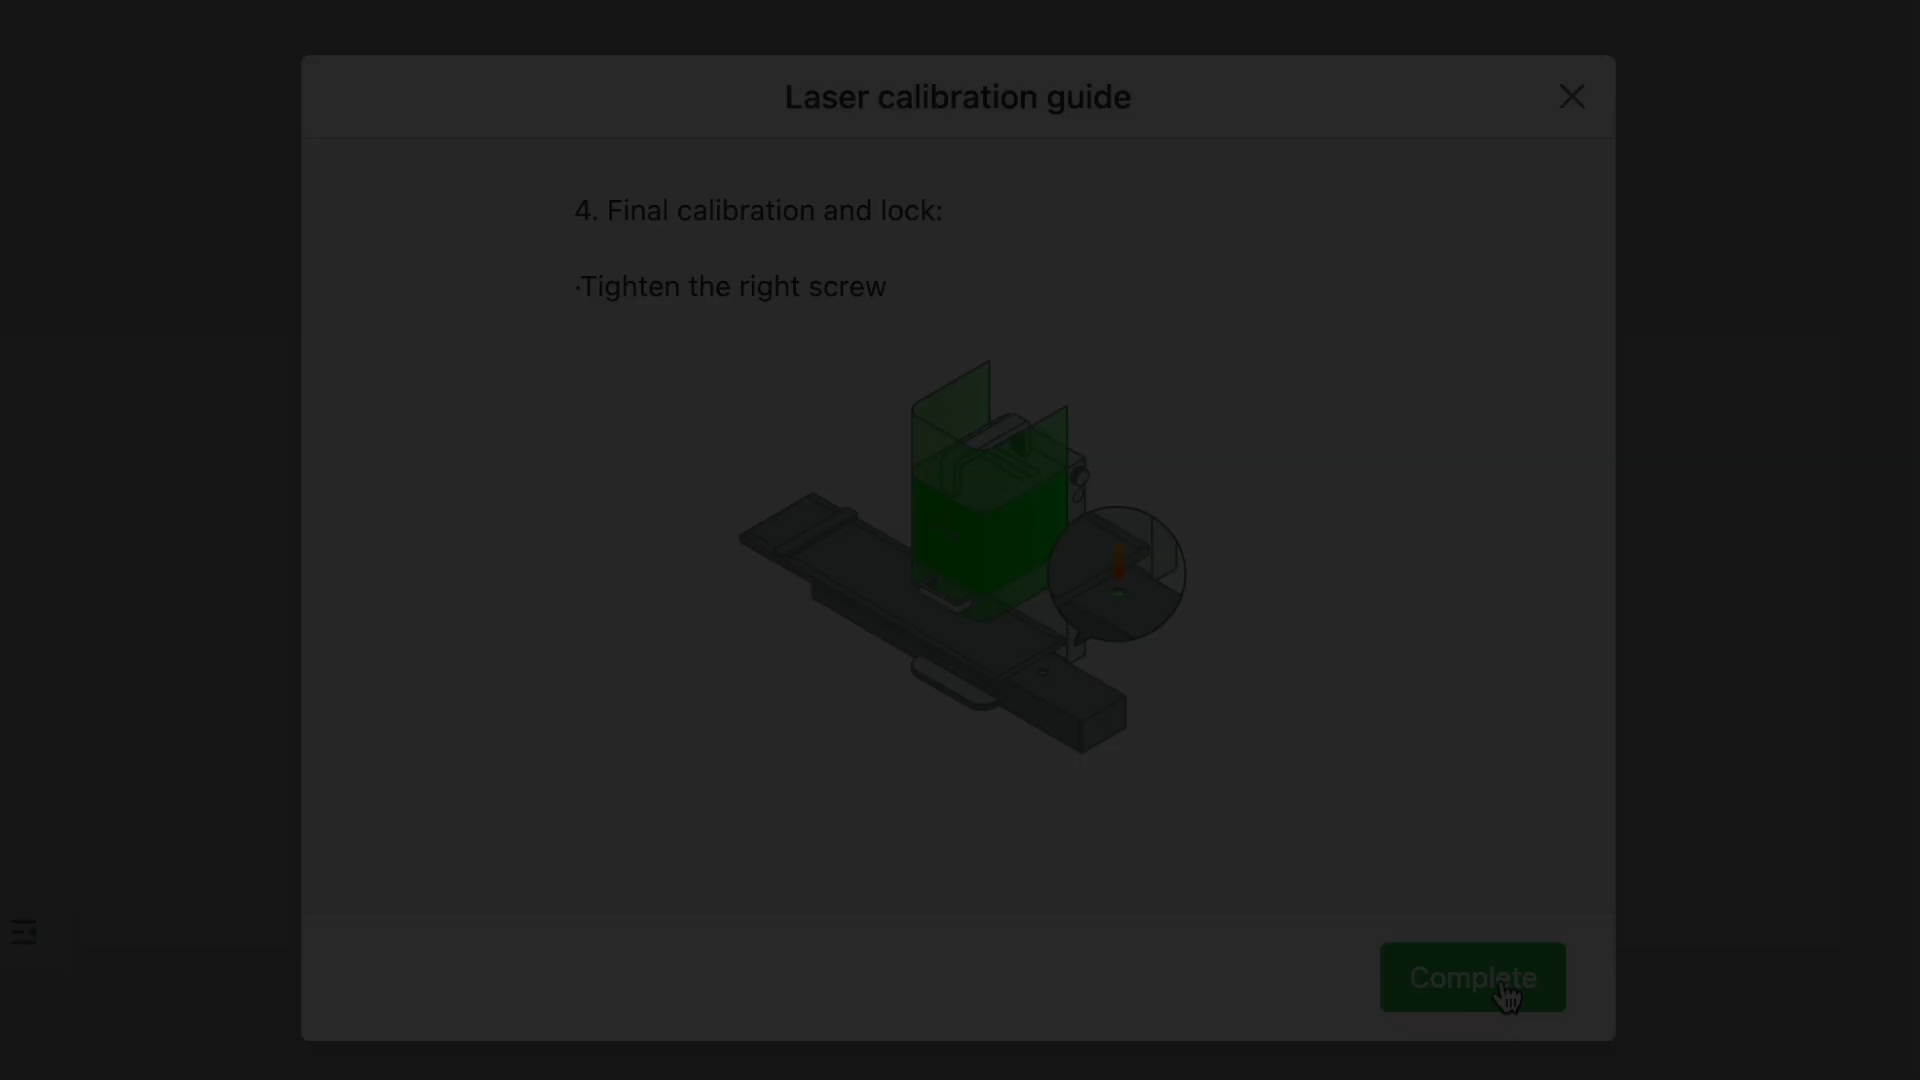 Laser calibration guide
4. Final calibration and lock:
·Tighten the right screw
Complete